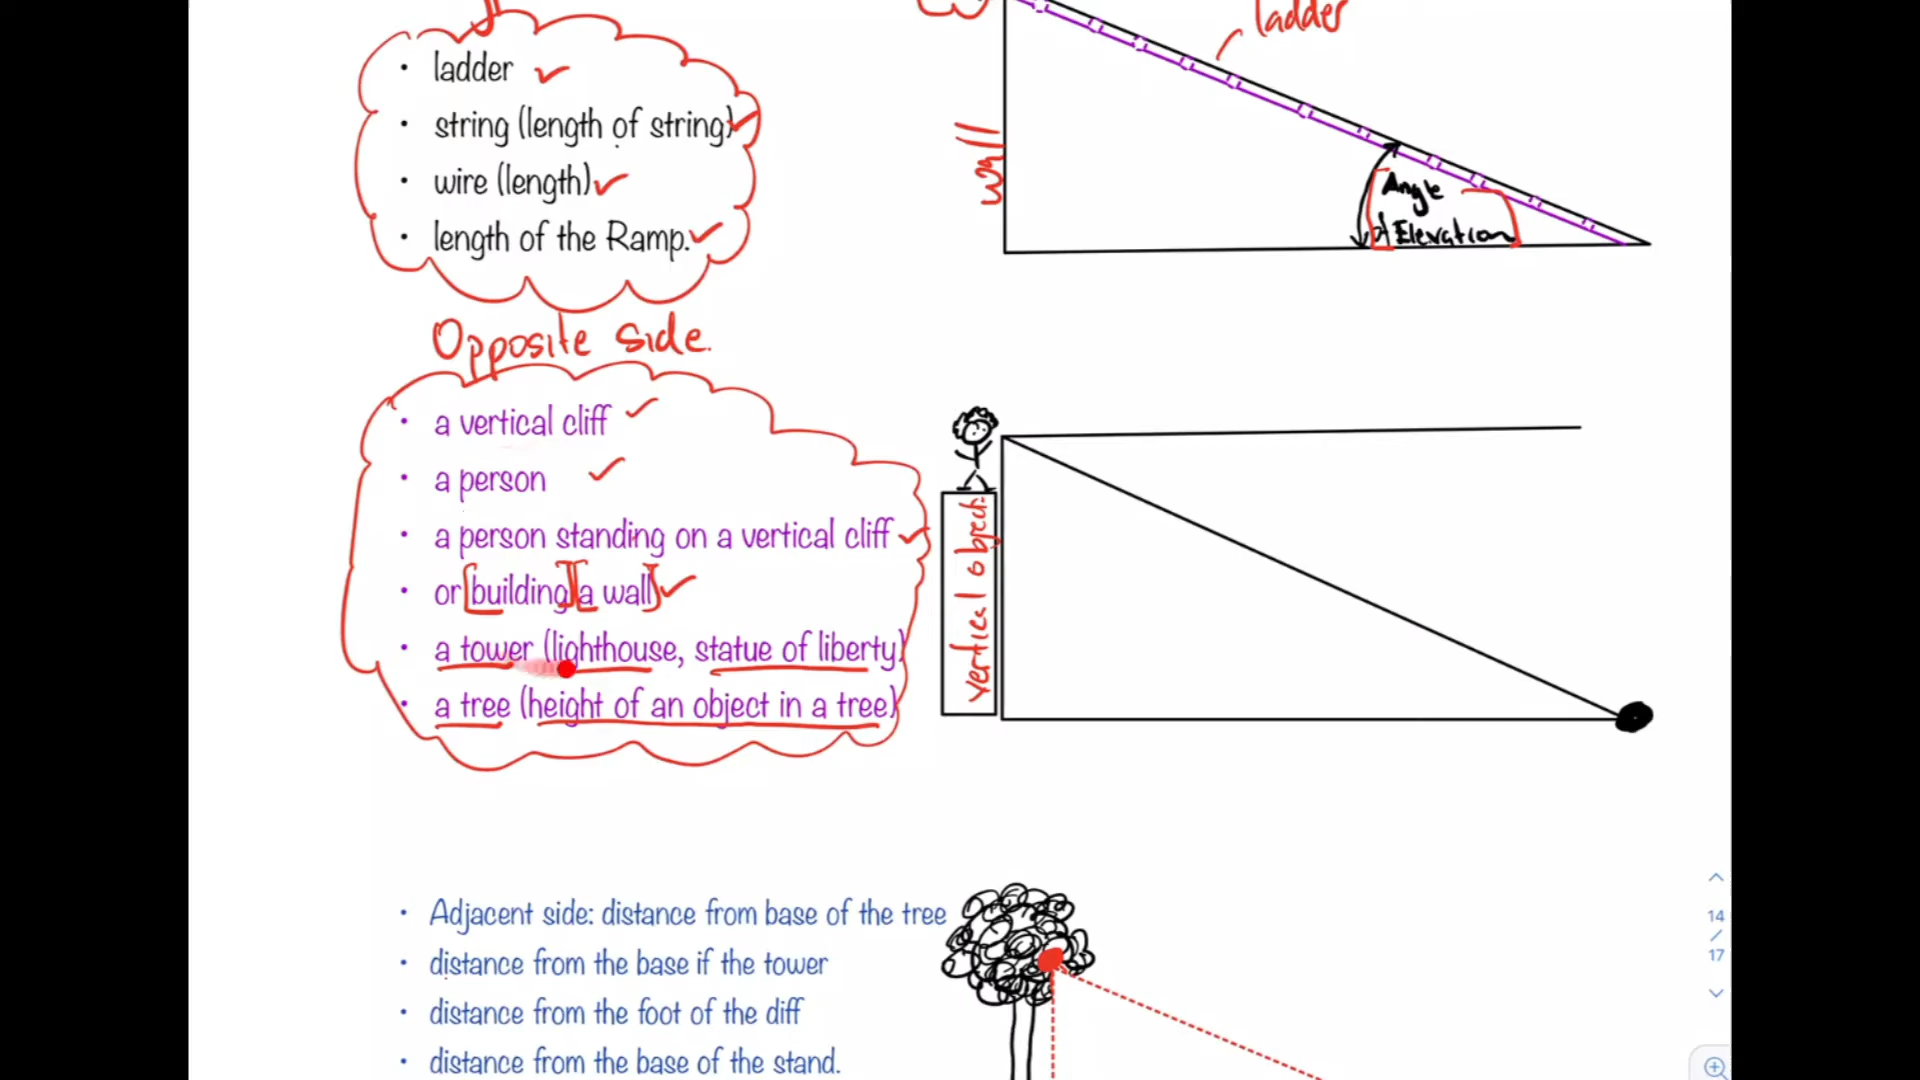 ladder
• ladder
• string (length of string)
wall
• wire (length)
Angle
of Elevation
• length of the Ramp.
Opposite side.
• a vertical cliff
• a person
• a person standing on a vertical cliff
vertical object.
• or building a wall
• a tower (lighthouse, statue of liberty)
• a tree (height of an object in a tree)
• Adjacent side: distance from base of the tree
• distance from the base if the tower
• distance from the foot of the diff
• distance from the base of the stand.
14
/
17